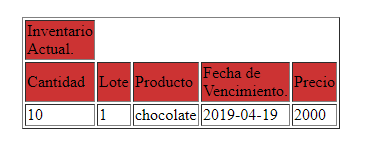 Inventario
Actual.
Cantidad Lote Producto Fecha de
Vencimiento. Precio
10 1 chocolate 2019-04-19 2000